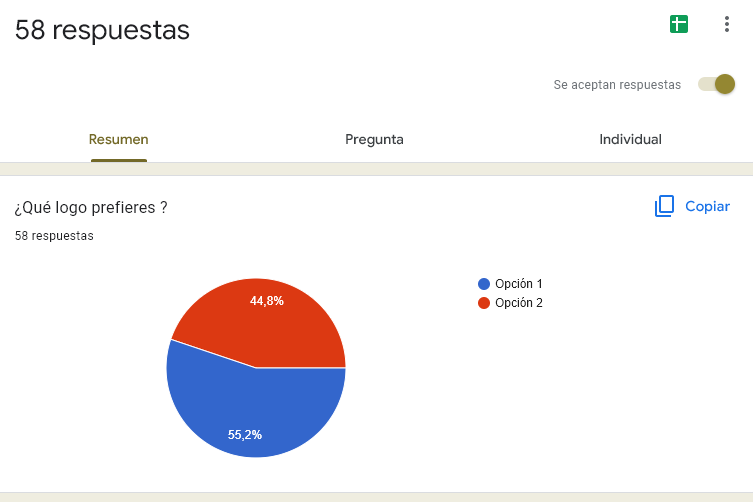 58 respuestas
Se aceptan respuestas
Resumen
Pregunta
Individual
¿Qué logo prefieres ?
Copiar
58 respuestas
Opción 1
Opción 2
44,8%
55,2%